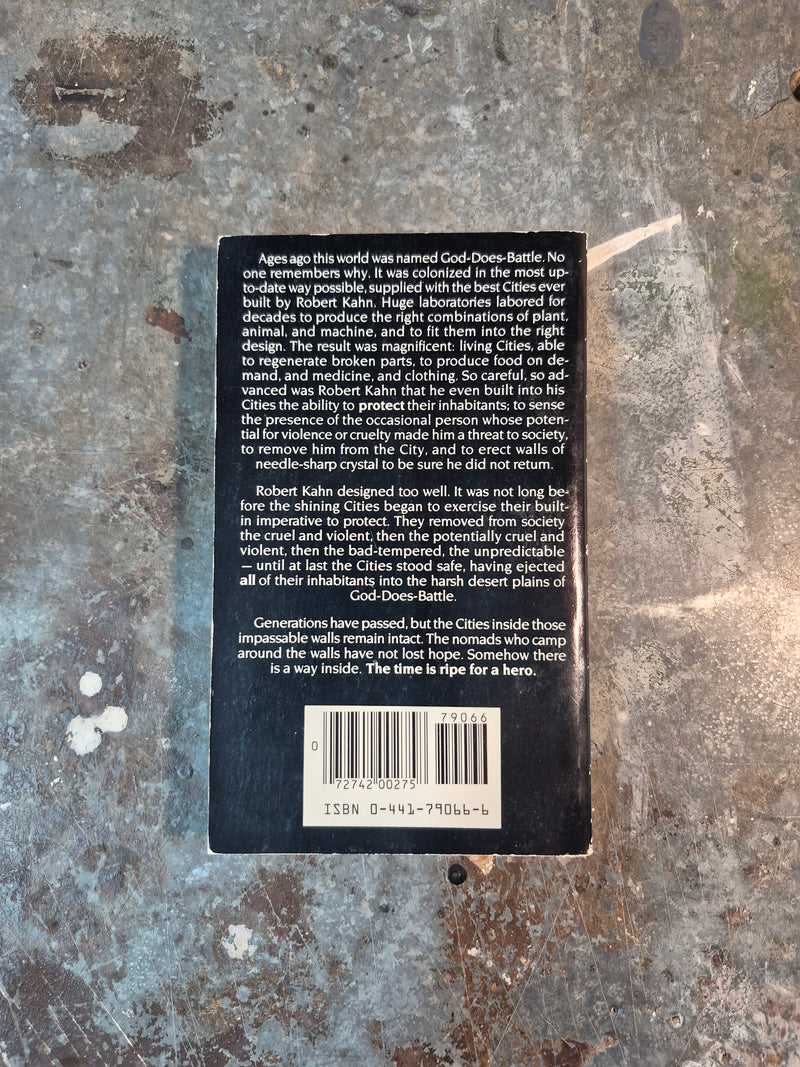 Ages ago this world was named God-Does-Battle. No
one remembers why. It was colonized in the most up-
to-date way possible, supplied with the best Cities ever
built by Robert Kahn. Huge laboratories labored for
decades to produce the right combinations of plant,
animal, and machine, and to fit them into the right
design. The result was magnificent: living Cities, able
to regenerate broken parts, to produce food on de-
mand, and medicine, and clothing. So careful, so ad-
vanced was Robert Kahn that he even built into his
Cities the ability to protect their inhabitants; to sense
the presence of the occasional person whose poten-
tial for violence or cruelty made him a threat to society,
to remove him from the City, and to erect walls of
needle-sharp crystal to be sure he did not return.
Robert Kahn designed too well. It was not long be-
fore the shining Cities began to exercise their built-
in imperative to protect. They removed from society
the cruel and violent, then the potentially cruel and
violent, then the bad-tempered, the unpredictable
— until at last the Cities stood safe, having ejected
all of their inhabitants into the harsh desert plains of
God-Does-Battle.
Generations have passed, but the Cities inside those
impassable walls remain intact. The nomads who camp
around the walls have not lost hope. Somehow there
is a way inside. The time is ripe for a hero.
79066
0
72742 00275
ISBN 0-441-79066-6